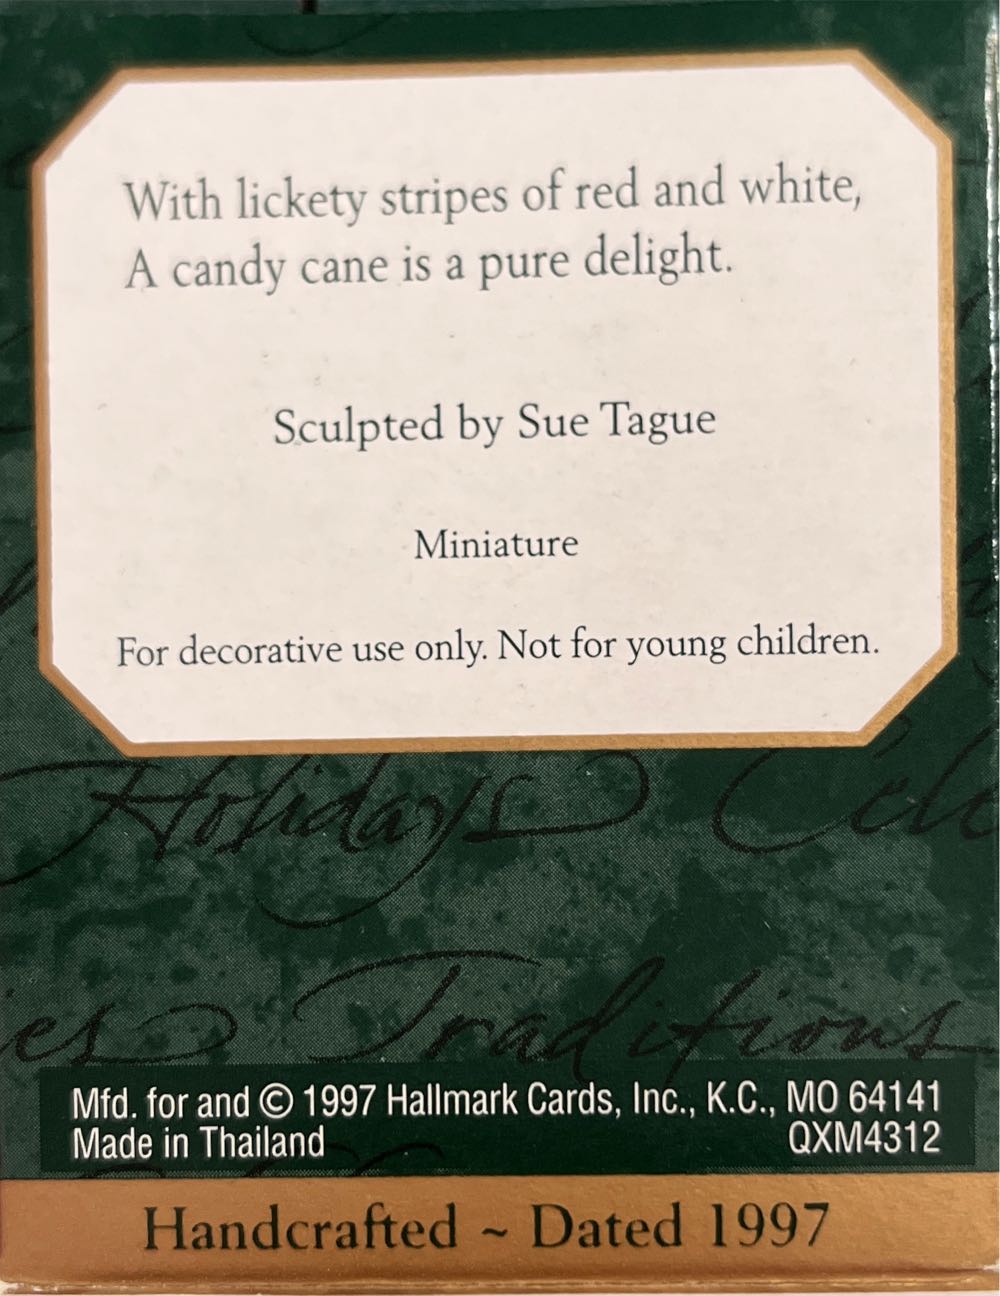 With lickety stripes of red and white,
A candy cane is a pure delight.
Sculpted by Sue Tague
Miniature
For decorative use only. Not for young children.
Holidays
Traditions
Mfd. for and © 1997 Hallmark Cards, Inc., K.C., MO 64141
Made in Thailand
QXM4312
Handcrafted ~ Dated 1997